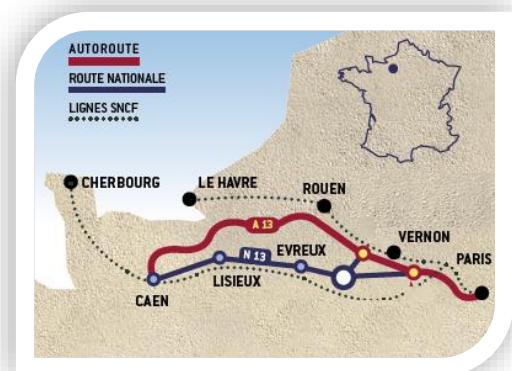 AUTOROUTE
ROUTE NATIONALE
LIGNES SNCF
CHERBOURG
LE HAVRE
ROUEN
A 13
VERNON
N 13
EVREUX
PARIS
LISIEUX
CAEN